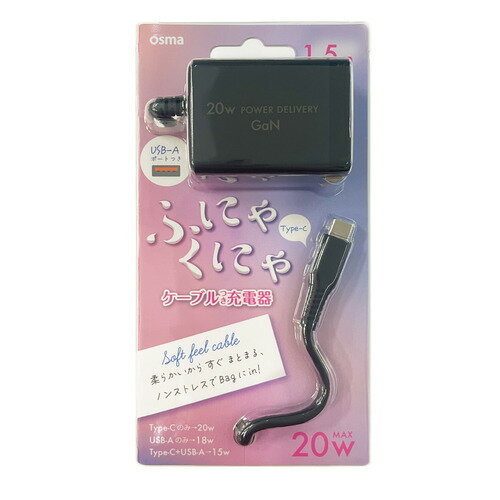 osma
1.5
20w POWER DELIVERY
GaN
USB-A
ポートつき
ふにゃ
くにゃ
Type-C
ケーブルつき充電器
Soft feel cable
柔らかいから すぐ まとまる、
ノンストレスでBagにin!
Type-Cのみ→20w
USB-Aのみ→18w
Type-C+USB-A→15w
MAX
20w